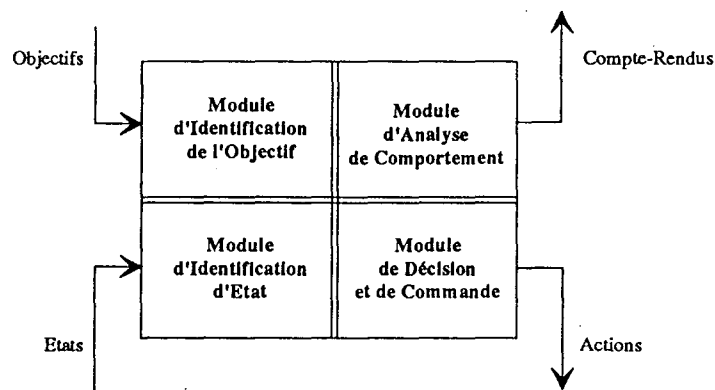 Objectifs
Compte-Rendus
Module
d'Identification
de l'Objectif
Module
d'Analyse
de Comportement
Module
d'Identification
d'Etat
Module
de Décision
et de Commande
Etats
Actions